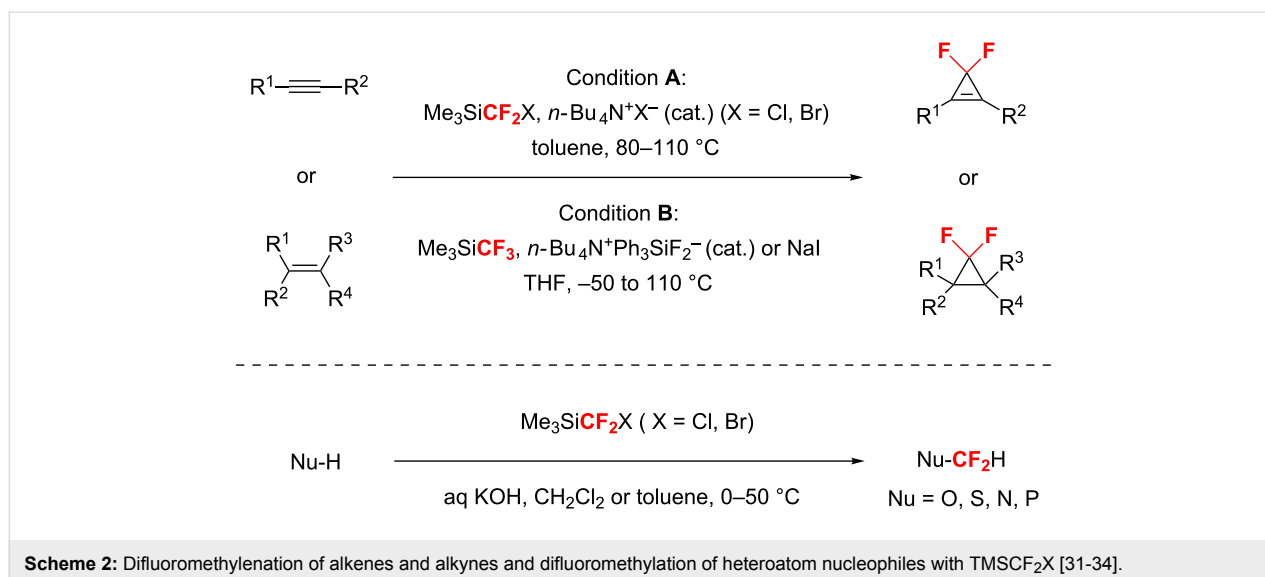 R¹ R²
or
R¹ R³
R² R⁴
Condition A:
Me₃SiCF₂X, n-Bu₄N⁺X⁻ (cat.) (X = Cl, Br)
toluene, 80–110 °C
Condition B:
Me₃SiCF₃, n-Bu₄N⁺Ph₃SiF₂⁻ (cat.) or NaI
THF, –50 to 110 °C
F F
R¹ R²
or
F F
R¹ R³
R² R⁴
Nu-H
Me₃SiCF₂X ( X = Cl, Br)
aq KOH, CH₂Cl₂ or toluene, 0–50 °C
Nu-CF₂H
Nu = O, S, N, P
Scheme 2: Difluoromethylenation of alkenes and alkynes and difluoromethylation of heteroatom nucleophiles with TMSCF₂X [31-34].